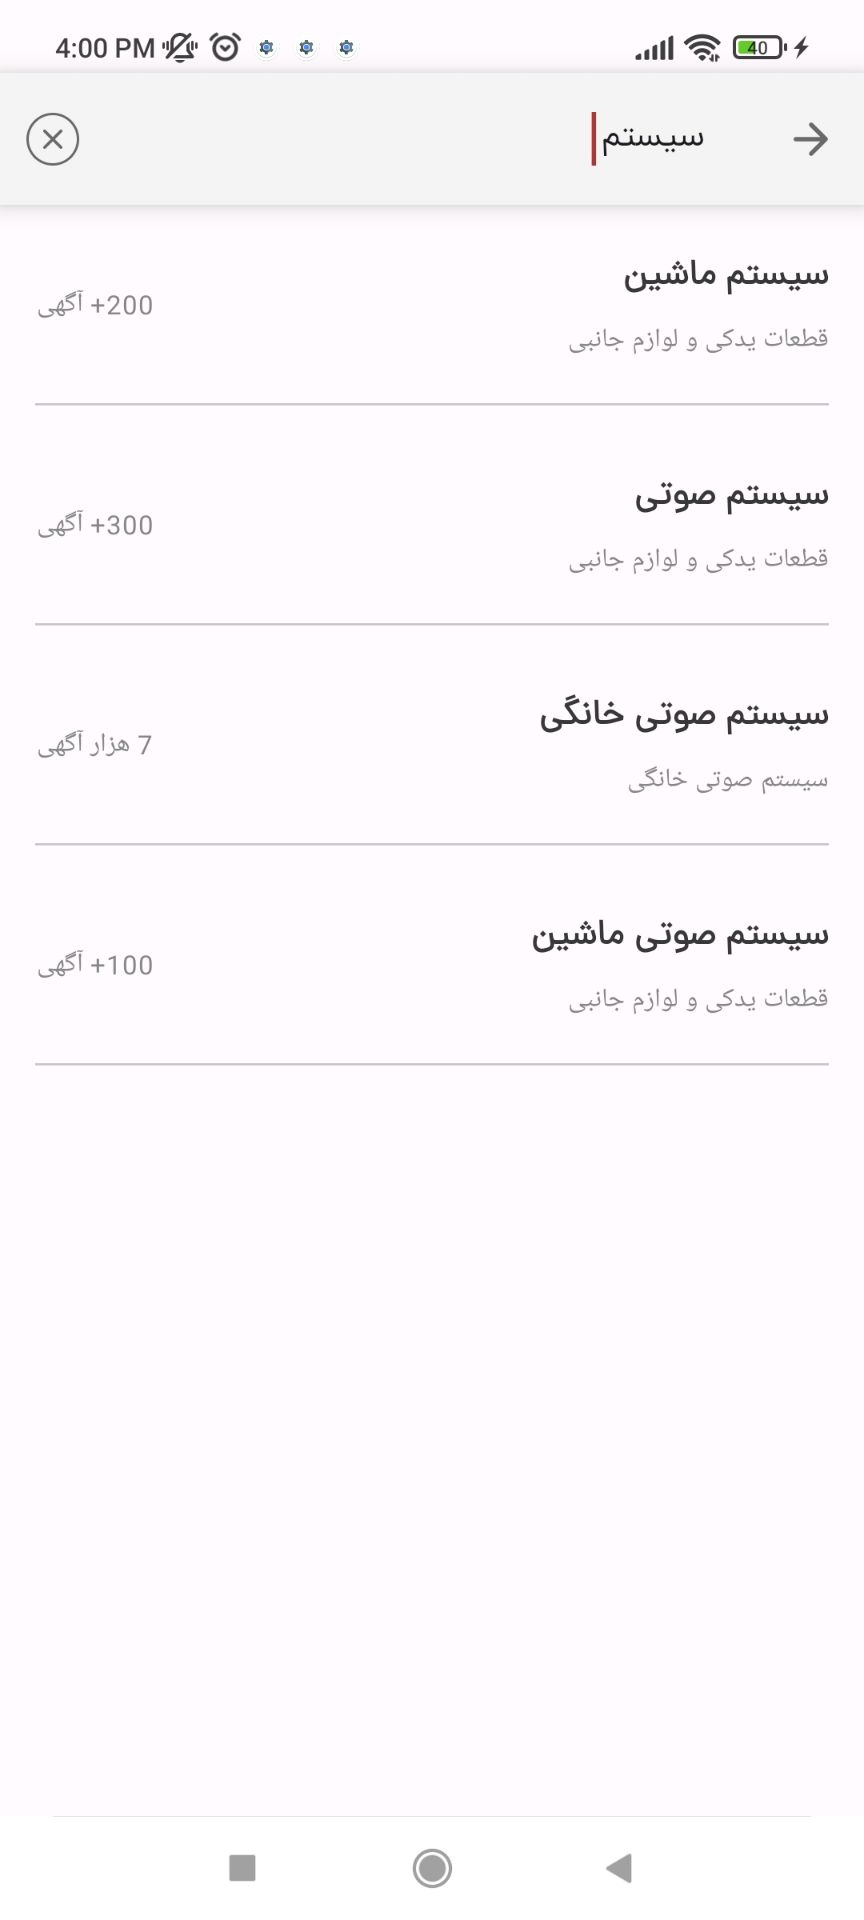 4:00 PM
40
سیستم
سیستم ماشین
200+ آگهی
قطعات یدکی و لوازم جانبی
سیستم صوتی
300+ آگهی
قطعات یدکی و لوازم جانبی
سیستم صوتی خانگی
7 هزار آگهی
سیستم صوتی خانگی
سیستم صوتی ماشین
100+ آگهی
قطعات یدکی و لوازم جانبی